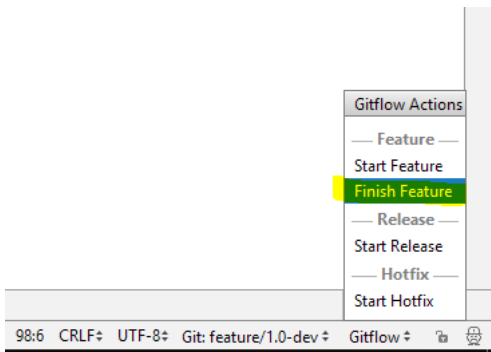 Gitflow Actions
Feature
Start Feature
Finish Feature
Release
Start Release
Hotfix
Start Hotfix
98:6 CRLF UTF-8 Git: feature/1.0-dev Gitflow